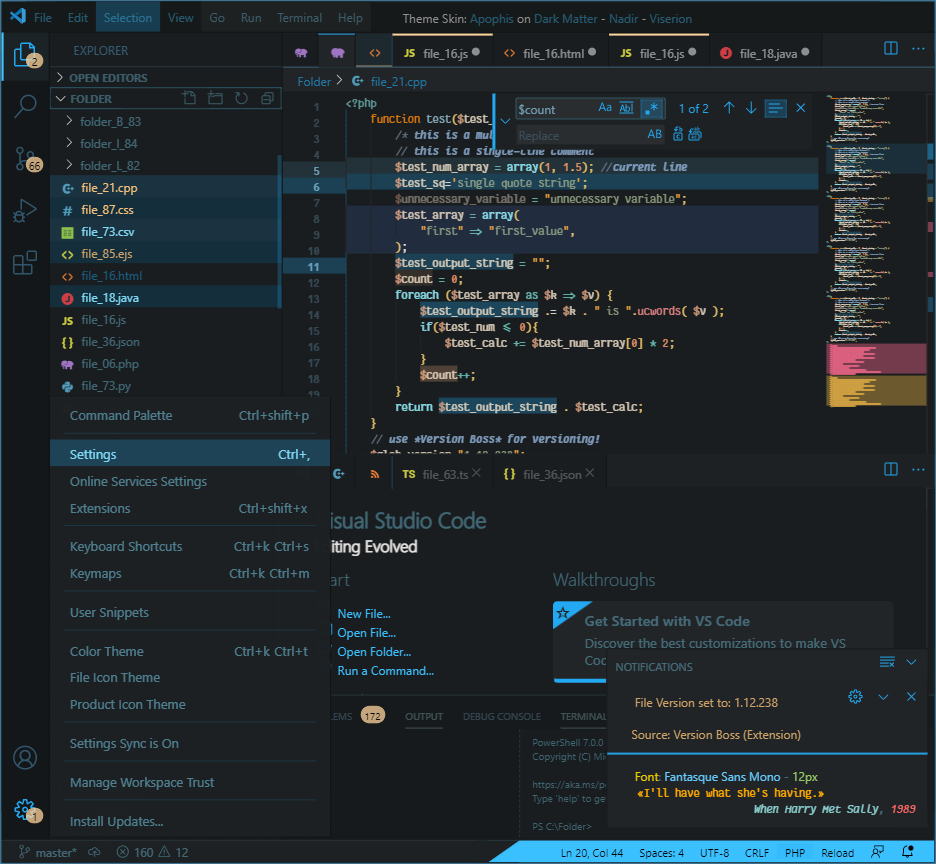 File Edit Selection View Go Run Terminal Help Theme Skin: Apophis on Dark Matter - Nadir - Viserion
2 EXPLORER JS file_16.js <> file_16.html JS file_16.js J file_18.java ...
OPEN EDITORS
Folder > file_21.cpp
FOLDER
folder_B_83
folder_I_84
66 folder_L_82
file_21.cpp
# file_87.css
file_73.csv
<> file_85.ejs
<> file_16.html
J file_18.java
JS file_16.js
{ } file_36.json
file_06.php
file_73.py
$count Aa Abl .* 1 of 2
Replace AB
1 <?php
2 function test($test_
3 /* this is a mul
4 // this is a single-line comment
5 $test_num_array = array(1, 1.5); //current line
6 $test_sq='single quote string';
7 $unnecessary_variable = "unnecessary variable";
8 $test_array = array(
9 "first" => "first_value",
10 );
11 $test_output_string = "";
12 $count = 0;
13 foreach ($test_array as $k => $v) {
14 $test_output_string .= $k . " is ".ucwords( $v );
15 if($test_num <= 0){
16 $test_calc += $test_num_array[0] * 2;
17 }
18 $count++;
19 }
return $test_output_string . $test_calc;
}
// use *Version Boss* for versioning!
Command Palette Ctrl+shift+p
Settings Ctrl+,
Online Services Settings
Extensions Ctrl+shift+x
Keyboard Shortcuts Ctrl+k Ctrl+s
Keymaps Ctrl+k Ctrl+m
User Snippets
Color Theme Ctrl+k Ctrl+t
File Icon Theme
Product Icon Theme
Settings Sync is On
Manage Workspace Trust
Install Updates...
TS file_63.ts × { } file_36.json × ...
isual Studio Code
iting Evolved
art
New File...
Open File...
Open Folder...
Run a Command...
Walkthroughs
Get Started with VS Code
Discover the best customizations to make VS
LEMS 172 OUTPUT DEBUG CONSOLE TERMINAL
PowerShell 7.0.0
Copyright (C) Mi
https://aka.ms/p
Type 'help' to ge
PS C:\Folder>
NOTIFICATIONS
File Version set to: 1.12.238
Source: Version Boss (Extension)
Font: Fantasque Sans Mono - 12px
«I'll have what she's having.»
When Harry Met Sally, 1989
1
master* 160 12 Ln 20, Col 44 Spaces: 4 UTF-8 CRLF PHP Reload